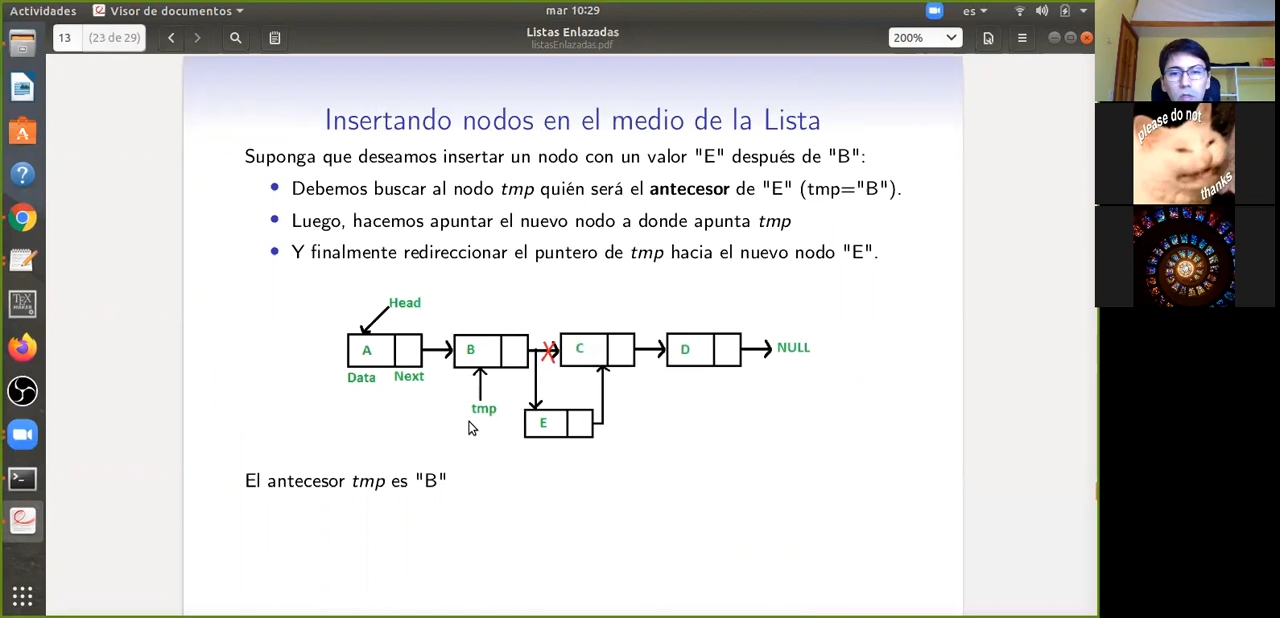 Actividades
Visor de documentos
mar 10:29
es
13
(23 de 29)
Listas Enlazadas
listasEnlazadas.pdf
200%
Insertando nodos en el medio de la Lista
Suponga que deseamos insertar un nodo con un valor "E" después de "B":
Debemos buscar al nodo tmp quién será el antecesor de "E" (tmp="B").
Luego, hacemos apuntar el nuevo nodo a donde apunta tmp
Y finalmente redireccionar el puntero de tmp hacia el nuevo nodo "E".
Head
A
B
C
D
NULL
Data
Next
tmp
E
El antecesor tmp es "B"
please do not
thanks
TEX